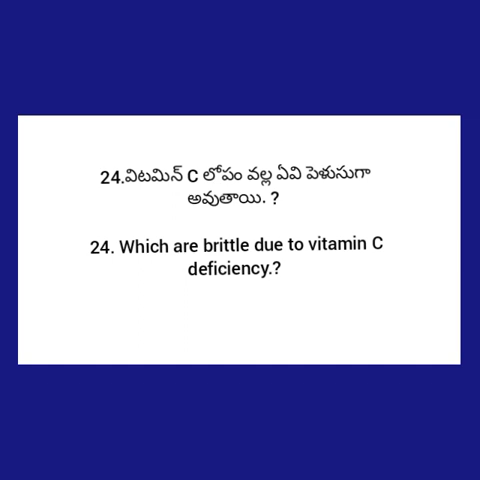 24.విటమిన్ C లోపం వల్ల ఏవి పెళుసుగా
అవుతాయి. ?
24. Which are brittle due to vitamin C
deficiency.?